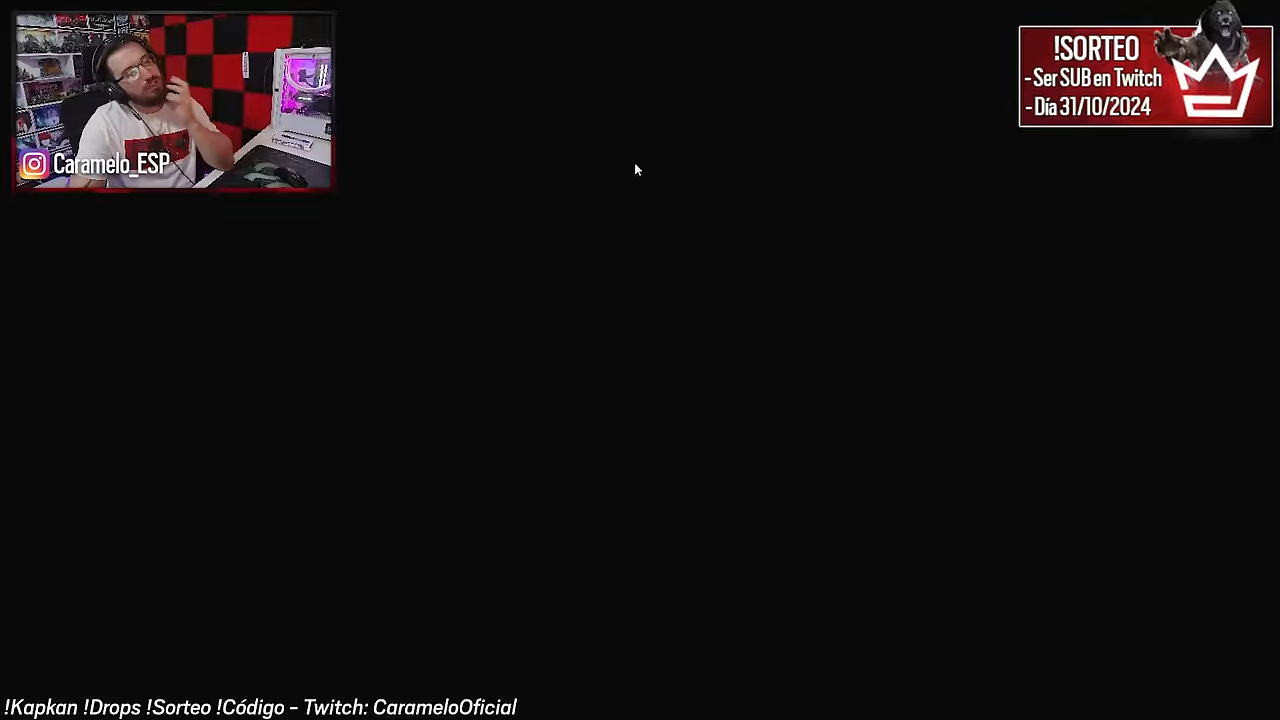 Caramelo_ESP
!SORTEO
- Ser SUB en Twitch
- Día 31/10/2024
!Kapkan !Drops !Sorteo !Código - Twitch: CarameloOficial